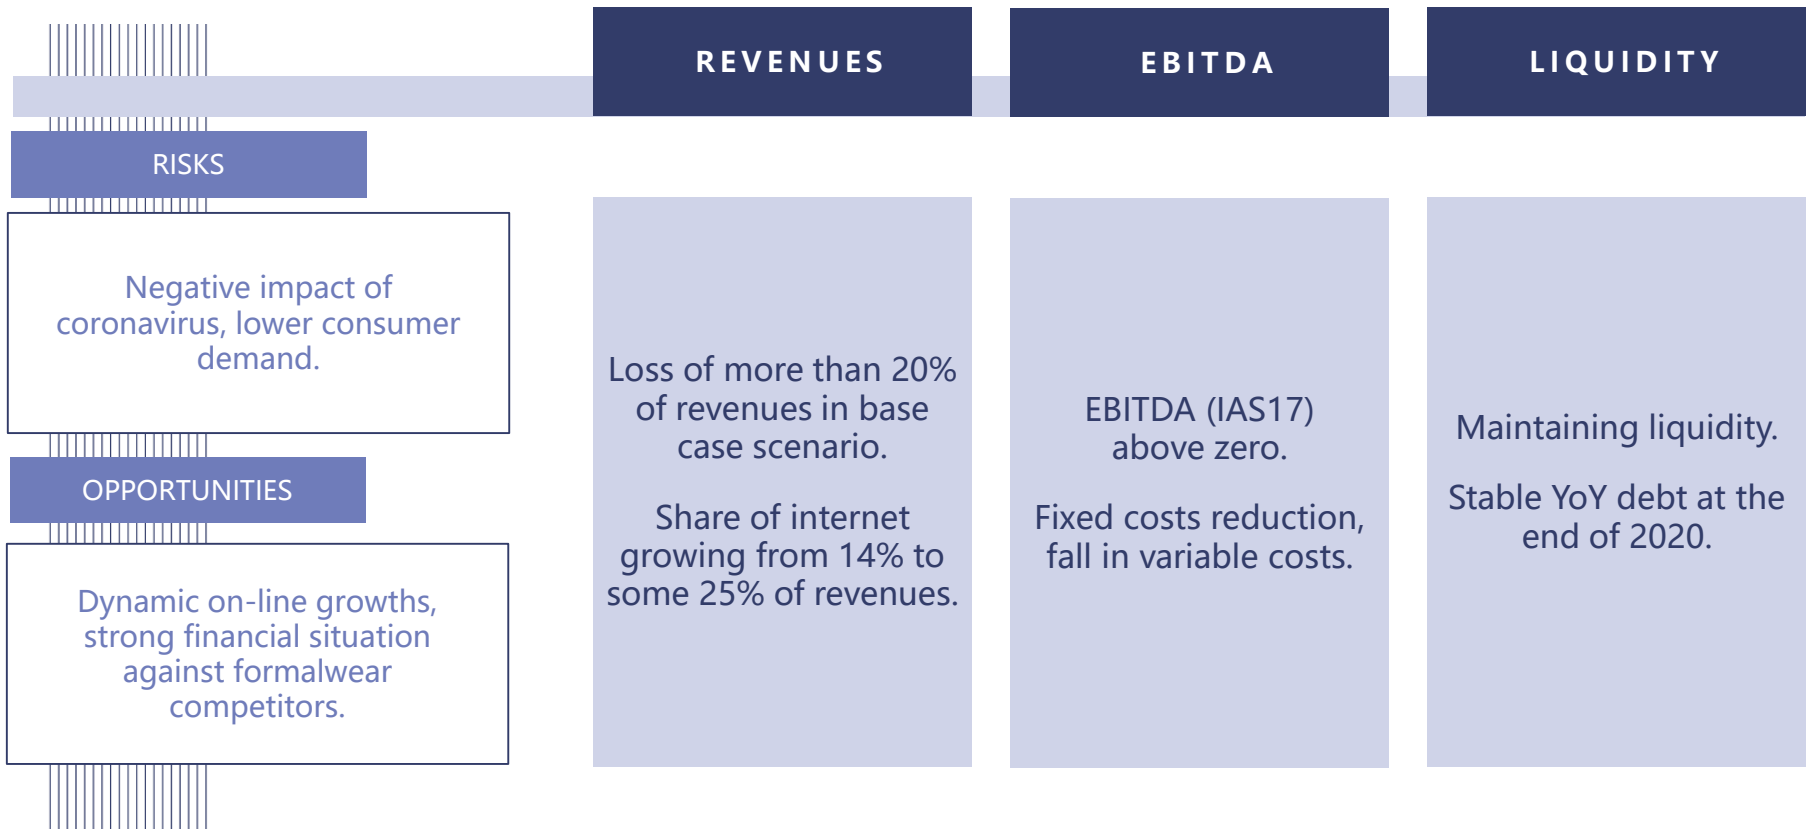 REVENUES
EBITDA
LIQUIDITY
RISKS
Negative impact of
coronavirus, lower consumer
demand.
OPPORTUNITIES
Dynamic on-line growths,
strong financial situation
against formalwear
competitors.
Loss of more than 20%
of revenues in base
case scenario.
Share of internet
growing from 14% to
some 25% of revenues.
EBITDA (IAS17)
above zero.
Fixed costs reduction,
fall in variable costs.
Maintaining liquidity.
Stable YoY debt at the
end of 2020.